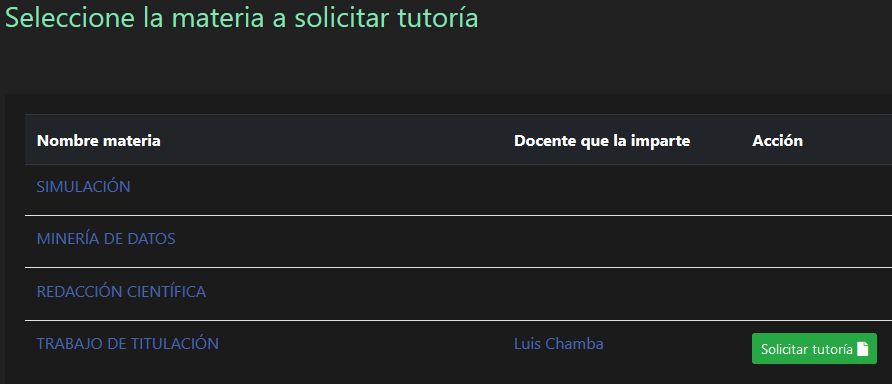 Seleccione la materia a solicitar tutoría
Nombre materia Docente que la imparte Acción
SIMULACIÓN
MINERÍA DE DATOS
REDACCIÓN CIENTÍFICA
TRABAJO DE TITULACIÓN Luis Chamba Solicitar tutoría